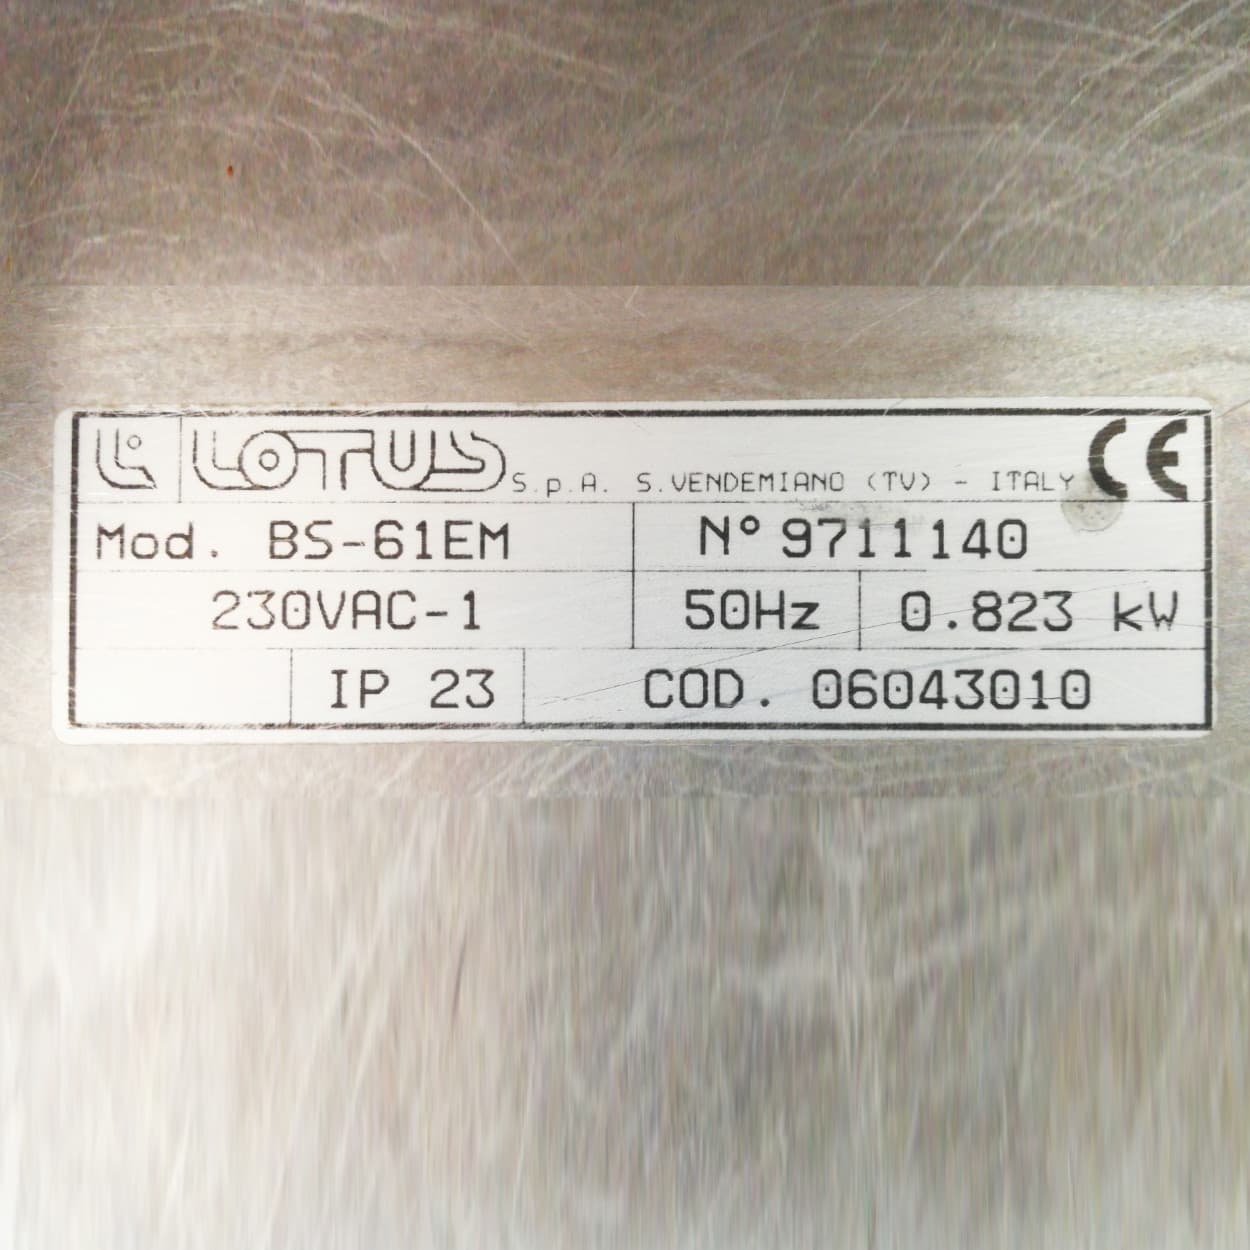 LOTUS S.p.A. S.VENDEMIANO (TV) - ITALY CE
Mod. BS-61EM N° 9711140
230VAC-1 50Hz 0.823 kW
IP 23 COD. 06043010